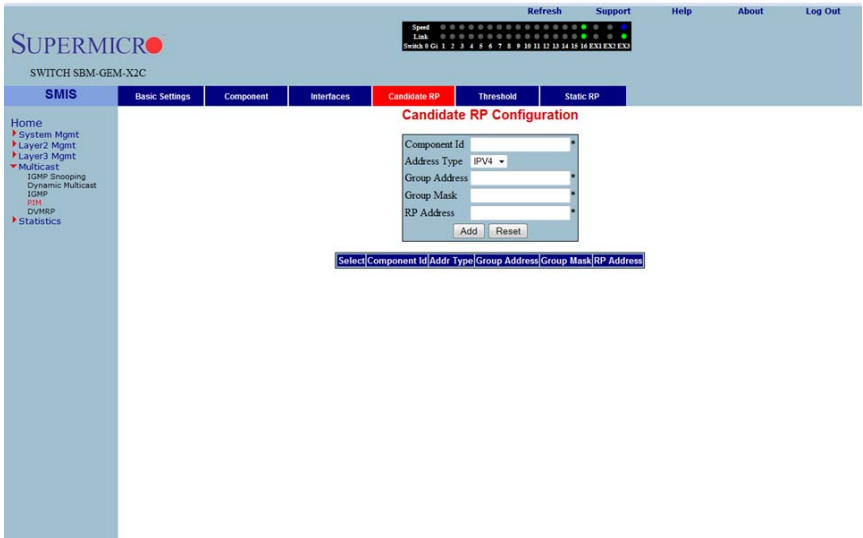 Refresh Support Help About Log Out
Speed
Link
Switch 0 Gi 1 2 3 4 5 6 7 8 9 10 11 12 13 14 15 16 EX1 EX2 EX3
SUPERMICRO
SWITCH SBM-GEM-X2C
SMIS Basic Settings Component Interfaces Candidate RP Threshold Static RP
Home
System Mgmt
Layer2 Mgmt
Layer3 Mgmt
Multicast
IGMP Snooping
Dynamic Multicast
IGMP
PIM
DVMRP
Statistics
Candidate RP Configuration
Component Id *
Address Type IPV4
Group Address *
Group Mask *
RP Address *
Add Reset
Select Component Id Addr Type Group Address Group Mask RP Address